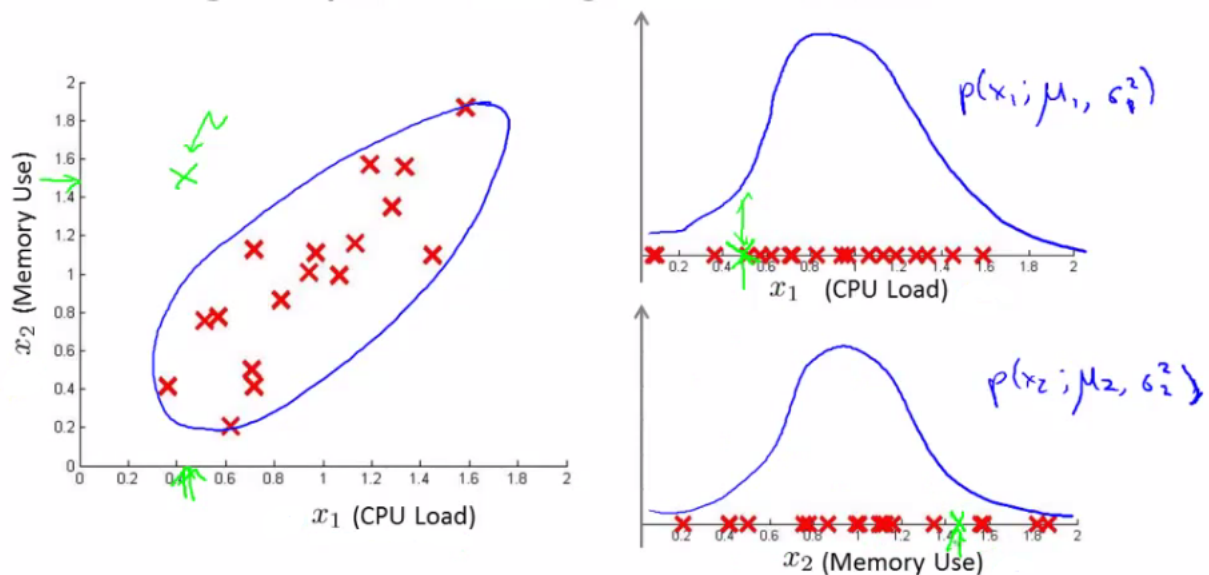 2
1.8
1.6
1.4
1.2
1
0.8
0.6
0.4
0.2
0
x₂ (Memory Use)
0 0.2 0.6 0.8 1 1.2 1.4 1.6 1.8 2
x₁ (CPU Load)
p(x₁; μ₁, σ₁²)
0.2 0.4 0.6 0.8 1 1.2 1.4 1.6 1.8 2
x₁ (CPU Load)
p(x₂; μ₂, σ₂²)
0.2 0.4 0.6 0.8 1 1.2 1.6 1.8 2
x₂ (Memory Use)